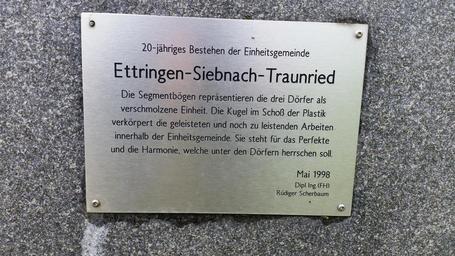 20-jähriges Bestehen der Einheitsgemeinde
Ettringen-Siebnach-Traunried
Die Segmentbögen repräsentieren die drei Dörfer als
verschmolzene Einheit. Die Kugel im Schoß der Plastik
verkörpert die geleisteten und noch zu leistenden Arbeiten
innerhalb der Einheitsgemeinde. Sie steht für das Perfekte
und die Harmonie, welche unter den Dörfern herrschen soll.
Mai 1998
Dipl Ing (FH)
Rüdiger Scherbaum